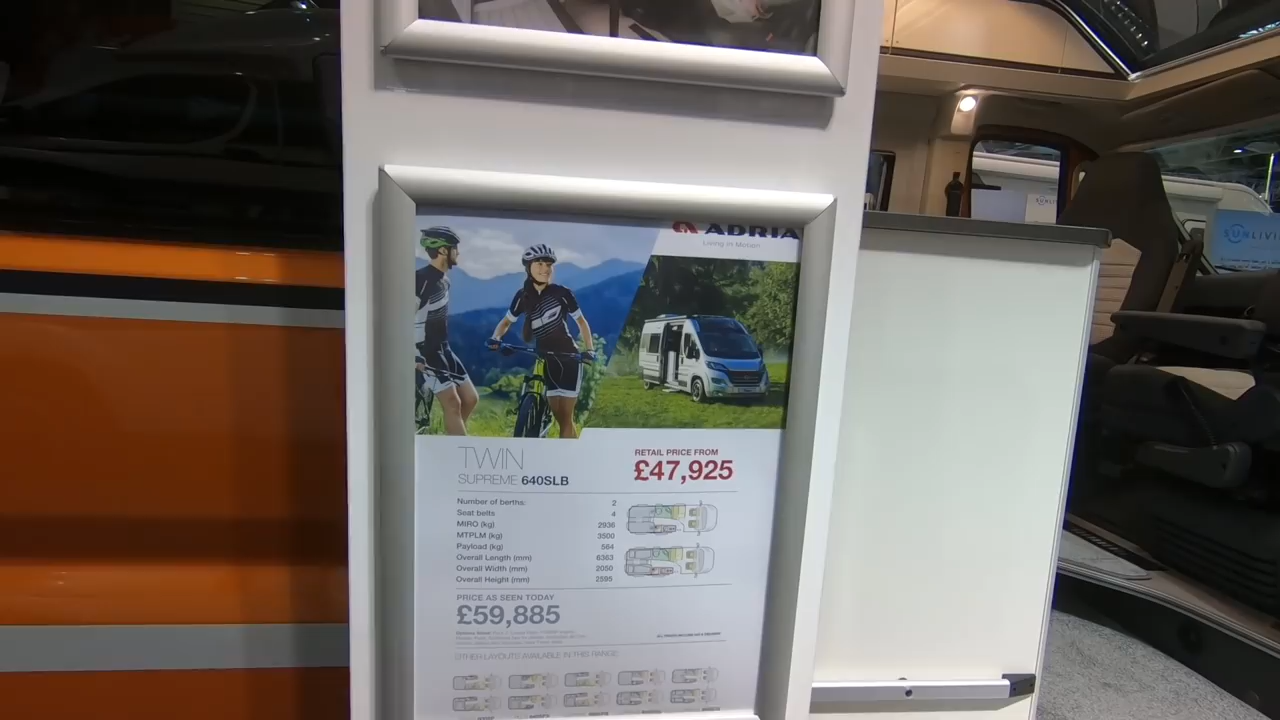 ADRIA
Living in Motion
TWIN
SUPREME 640SLB
RETAIL PRICE FROM
£47,925
Number of berths: 2
Seat belts 4
MIRO (kg) 2936
MTPLM (kg) 3500
Payload (kg) 564
Overall Length (mm) 6363
Overall Width (mm) 2050
Overall Height (mm) 2595
PRICE AS SEEN TODAY
£59,885
OTHER LAYOUTS AVAILABLE IN THIS RANGE:
SUNLIVI